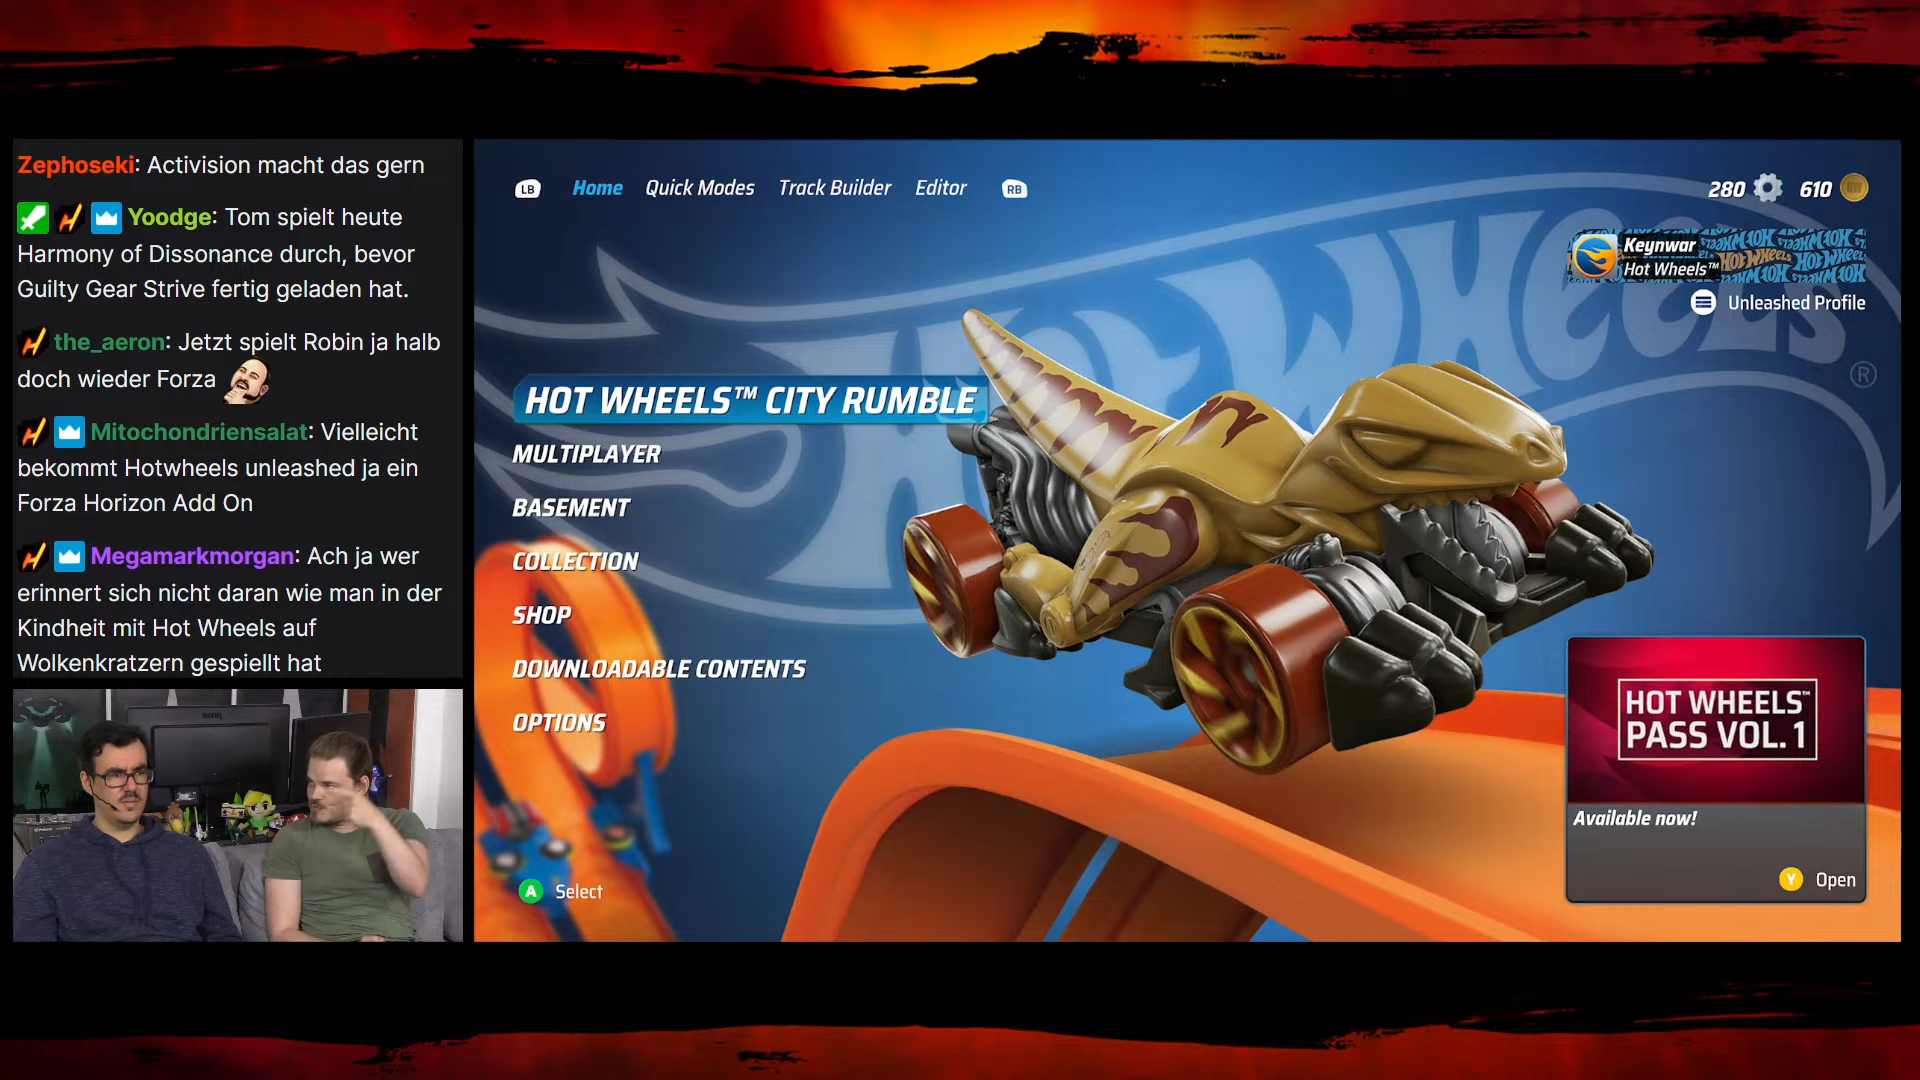 Zephoseki: Activision macht das gern
Yoodge: Tom spielt heute
Harmony of Dissonance durch, bevor
Guilty Gear Strive fertig geladen hat.
the_aeron: Jetzt spielt Robin ja halb
doch wieder Forza
Mitochondriensalat: Vielleicht
bekommt Hotwheels unleashed ja ein
Forza Horizon Add On
Megamarkmorgan: Ach ja wer
erinnert sich nicht daran wie man in der
Kindheit mit Hot Wheels auf
Wolkenkratzern gespiellt hat
LB Home Quick Modes Track Builder Editor RB
280 610
Keynwar
Hot Wheels™
Unleashed Profile
HOT WHEELS
®
HOT WHEELS™ CITY RUMBLE
MULTIPLAYER
BASEMENT
COLLECTION
SHOP
DOWNLOADABLE CONTENTS
OPTIONS
A Select
HOT WHEELS™
PASS VOL.1
Available now!
Y Open